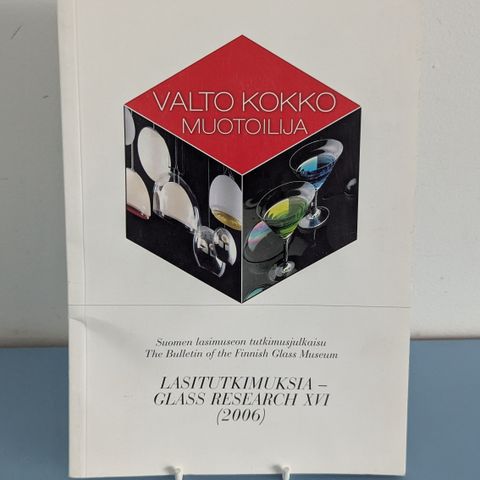 VALTO KOKKO
MUOTOILIJA
Suomen lasimuseon tutkimusjulkaisu
The Bulletin of the Finnish Glass Museum
LASITUTKIMUKSIA –
GLASS RESEARCH XVI
(2006)